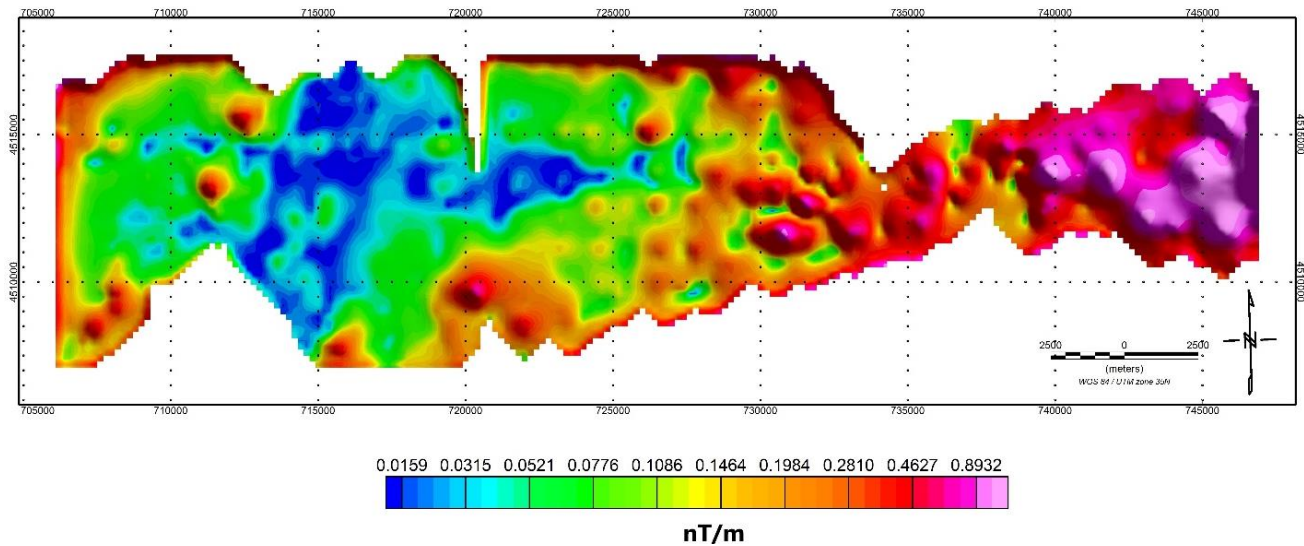 705000 710000 715000 720000 725000 730000 735000 740000 745000
4515000 4515000
4510000 4510000
2500 0 2500
(meters)
WGS 84 / UTM zone 36N
N
705000 710000 715000 720000 725000 730000 735000 740000 745000
0.0159 0.0315 0.0521 0.0776 0.1086 0.1464 0.1984 0.2810 0.4627 0.8932
nT/m